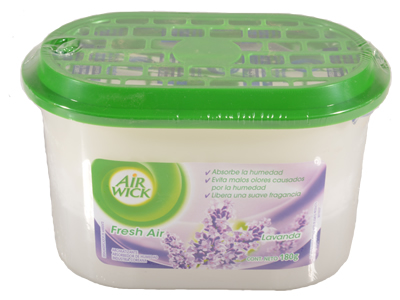 AIR
WICK
Fresh Air
✓ Absorbe la humedad
✓ Evita malos olores causados
por la humedad
✓ Libera una suave fragancia
Lavanda
180g